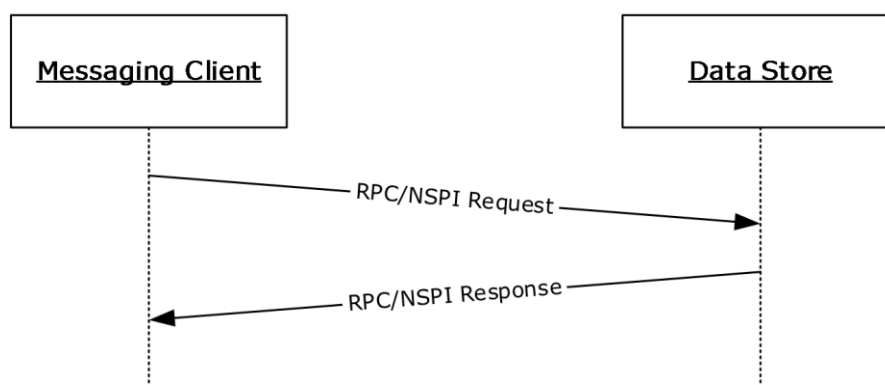 Messaging Client
Data Store
RPC/NSPI Request
RPC/NSPI Response